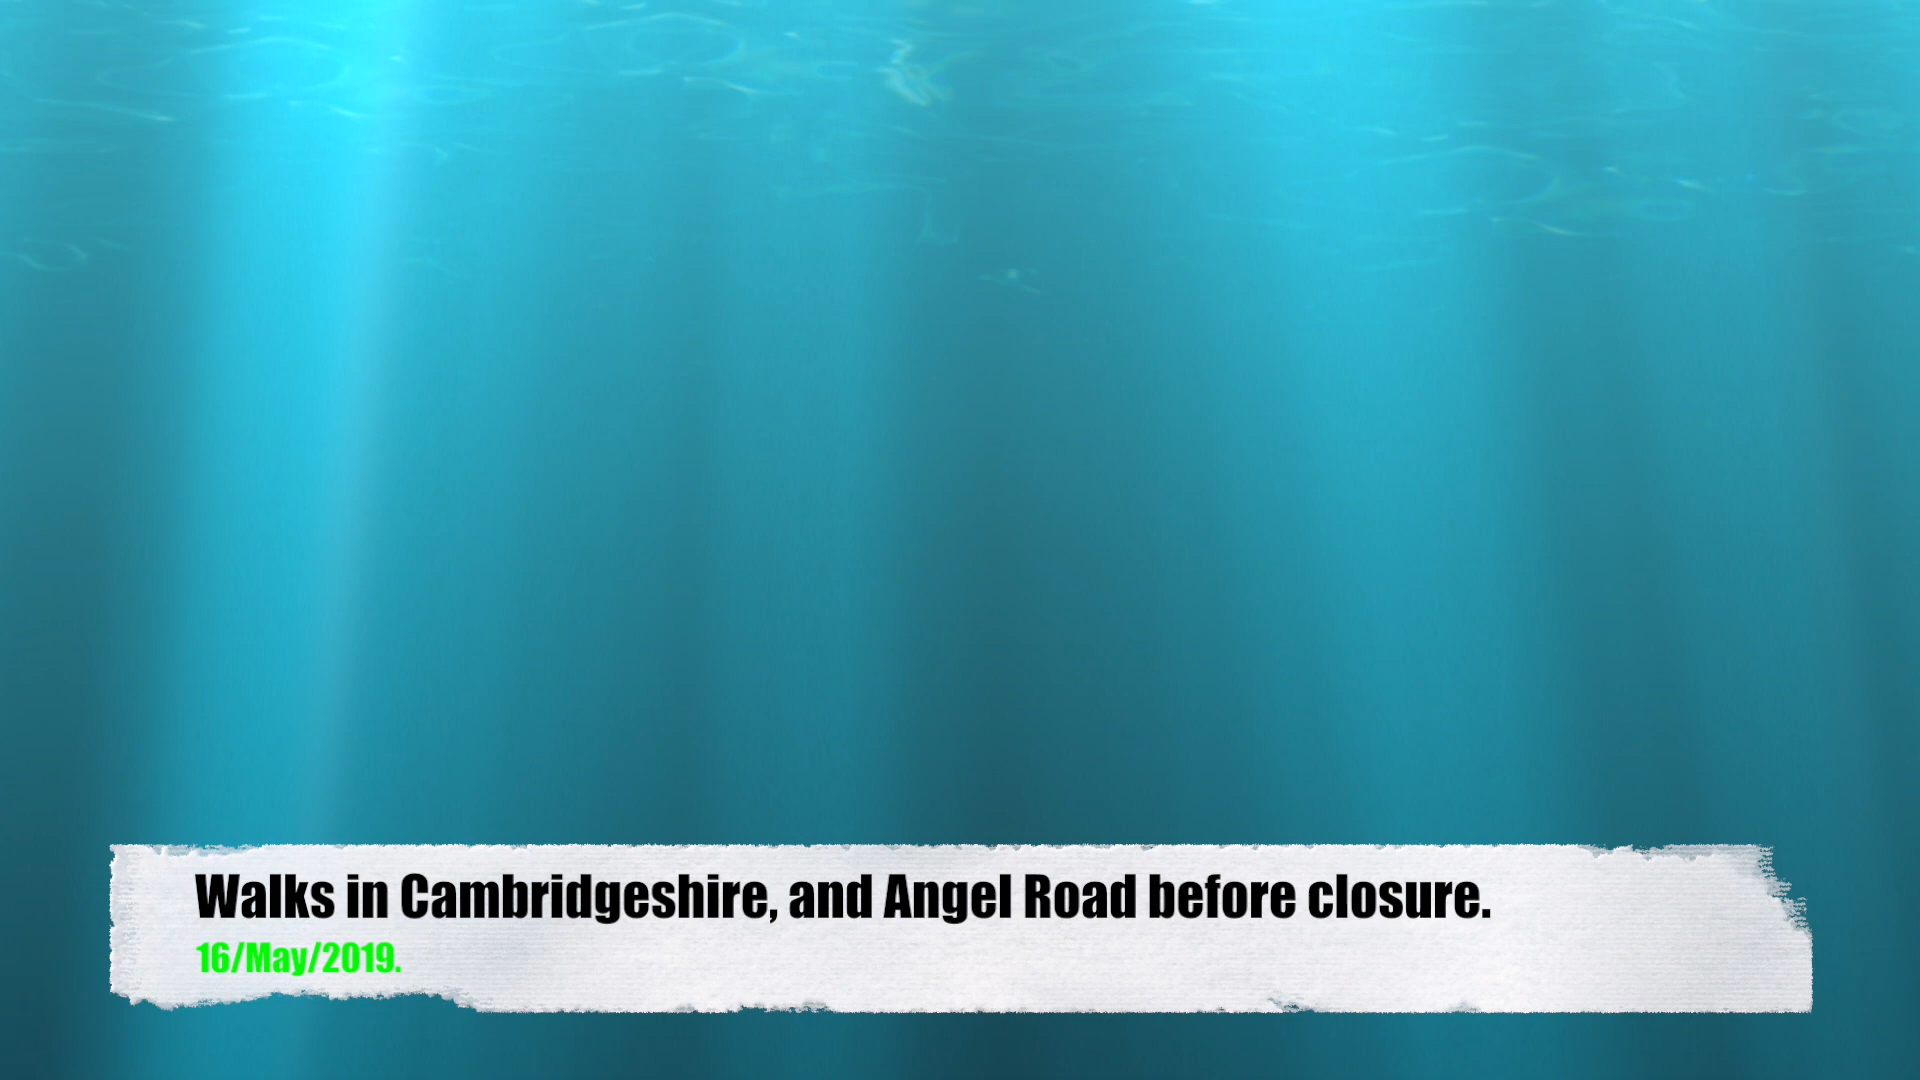 Walks in Cambridgeshire, and Angel Road before closure.
16/May/2019.